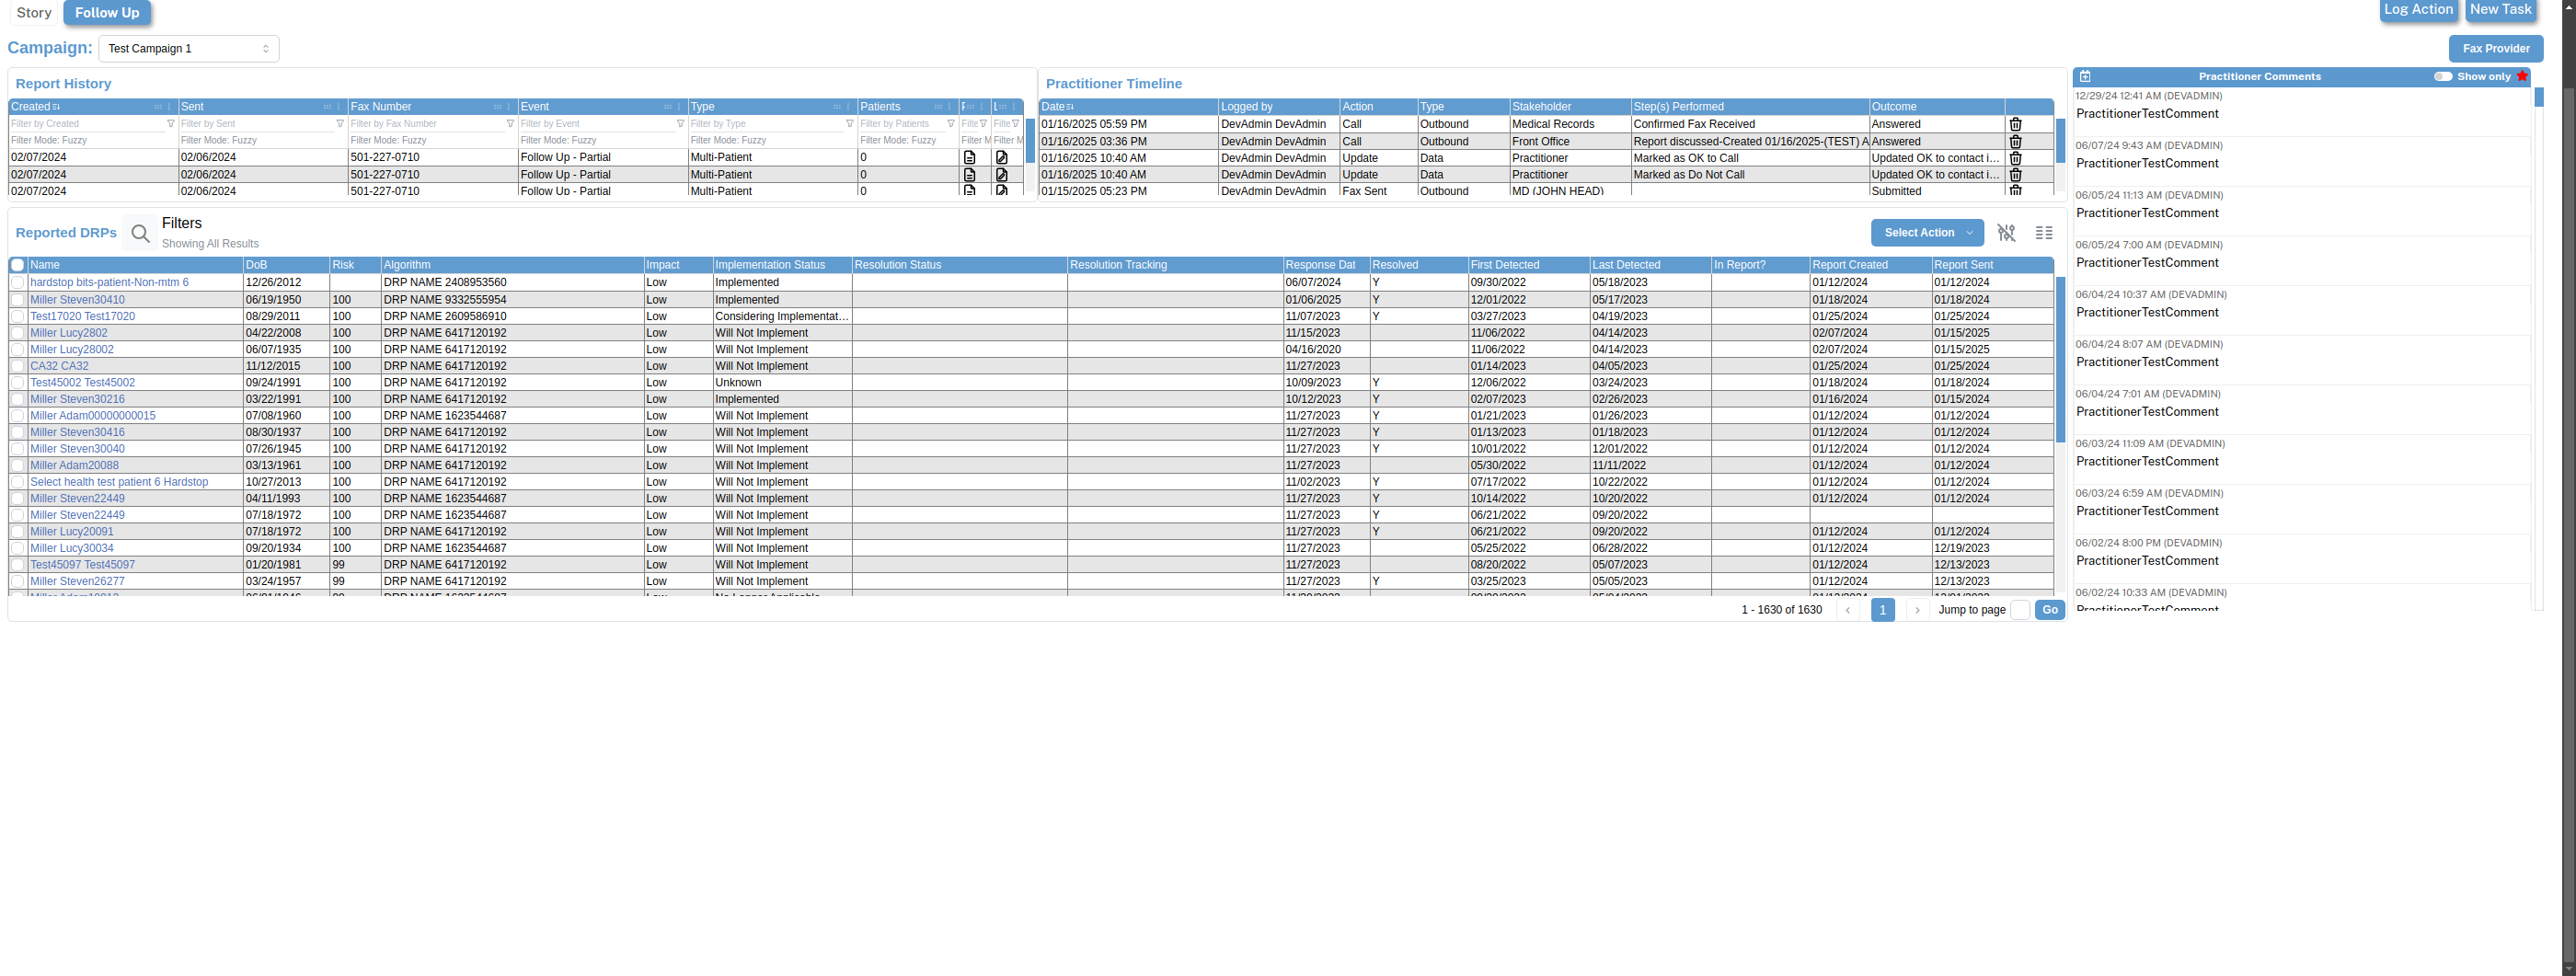 Story Follow Up Log Action New Task
Campaign: Test Campaign 1 Fax Provider
Report History
Created Sent Fax Number Event Type Patients
Filter by Created Filter by Sent Filter by Fax Number Filter by Event Filter by Type Filter by Patients Filte Filte
Filter Mode: Fuzzy Filter Mode: Fuzzy Filter Mode: Fuzzy Filter Mode: Fuzzy Filter Mode: Fuzzy Filter Mode: Fuzzy Filter M Filter M
02/07/2024 02/06/2024 501-227-0710 Follow Up - Partial Multi-Patient 0
02/07/2024 02/06/2024 501-227-0710 Follow Up - Partial Multi-Patient 0
02/07/2024 02/06/2024 501-227-0710 Follow Up - Partial Multi-Patient 0
Practitioner Timeline
Date Logged by Action Type Stakeholder Step(s) Performed Outcome
01/16/2025 05:59 PM DevAdmin DevAdmin Call Outbound Medical Records Confirmed Fax Received Answered
01/16/2025 03:36 PM DevAdmin DevAdmin Call Outbound Front Office Report discussed-Created 01/16/2025-(TEST) A Answered
01/16/2025 10:40 AM DevAdmin DevAdmin Update Data Practitioner Marked as OK to Call Updated OK to contact i…
01/16/2025 10:40 AM DevAdmin DevAdmin Update Data Practitioner Marked as Do Not Call Updated OK to contact i…
01/15/2025 05:23 PM DevAdmin DevAdmin Fax Sent Outbound MD (JOHN HEAD) Submitted
Reported DRPs Filters
Showing All Results
Select Action
Name DoB Risk Algorithm Impact Implementation Status Resolution Status Resolution Tracking Response Dat Resolved First Detected Last Detected In Report? Report Created Report Sent
hardstop bits-patient-Non-mtm 6 12/26/2012 DRP NAME 2408953560 Low Implemented 06/07/2024 Y 09/30/2022 05/18/2023 01/12/2024 01/12/2024
Miller Steven30410 06/19/1950 100 DRP NAME 9332555954 Low Implemented 01/06/2025 Y 12/01/2022 05/17/2023 01/18/2024 01/18/2024
Test17020 Test17020 08/29/2011 100 DRP NAME 2609586910 Low Considering Implementat… 11/07/2023 Y 03/27/2023 04/19/2023 01/25/2024 01/25/2024
Miller Lucy2802 04/22/2008 100 DRP NAME 6417120192 Low Will Not Implement 11/15/2023 11/06/2022 04/14/2023 02/07/2024 01/15/2025
Miller Lucy28002 06/07/1935 100 DRP NAME 6417120192 Low Will Not Implement 04/16/2020 11/06/2022 04/14/2023 02/07/2024 01/15/2025
CA32 CA32 11/12/2015 100 DRP NAME 6417120192 Low Will Not Implement 11/27/2023 01/14/2023 04/05/2023 01/25/2024 01/25/2024
Test45002 Test45002 09/24/1991 100 DRP NAME 6417120192 Low Unknown 10/09/2023 Y 12/06/2022 03/24/2023 01/18/2024 01/18/2024
Miller Steven30216 03/22/1991 100 DRP NAME 6417120192 Low Implemented 10/12/2023 Y 02/07/2023 02/26/2023 01/16/2024 01/15/2024
Miller Adam00000000015 07/08/1960 100 DRP NAME 1623544687 Low Will Not Implement 11/27/2023 Y 01/21/2023 01/26/2023 01/12/2024 01/12/2024
Miller Steven30416 08/30/1937 100 DRP NAME 6417120192 Low Will Not Implement 11/27/2023 Y 01/13/2023 01/18/2023 01/12/2024 01/12/2024
Miller Steven30040 07/26/1945 100 DRP NAME 6417120192 Low Will Not Implement 11/27/2023 Y 10/01/2022 12/01/2022 01/12/2024 01/12/2024
Miller Adam20088 03/13/1961 100 DRP NAME 6417120192 Low Will Not Implement 11/27/2023 05/30/2022 11/11/2022 01/12/2024 01/12/2024
Select health test patient 6 Hardstop 10/27/2013 100 DRP NAME 6417120192 Low Will Not Implement 11/02/2023 Y 07/17/2022 10/22/2022 01/12/2024 01/12/2024
Miller Steven22449 04/11/1993 100 DRP NAME 1623544687 Low Will Not Implement 11/27/2023 Y 10/14/2022 10/20/2022 01/12/2024 01/12/2024
Miller Steven22449 07/18/1972 100 DRP NAME 1623544687 Low Will Not Implement 11/27/2023 Y 06/21/2022 09/20/2022
Miller Lucy20091 07/18/1972 100 DRP NAME 6417120192 Low Will Not Implement 11/27/2023 Y 06/21/2022 09/20/2022 01/12/2024 01/12/2024
Miller Lucy30034 09/20/1934 100 DRP NAME 1623544687 Low Will Not Implement 11/27/2023 05/25/2022 06/28/2022 01/12/2024 12/19/2023
Test45097 Test45097 01/20/1981 99 DRP NAME 6417120192 Low Will Not Implement 11/27/2023 08/20/2022 05/07/2023 01/12/2024 12/13/2023
Miller Steven26277 03/24/1957 99 DRP NAME 6417120192 Low Will Not Implement 11/27/2023 Y 03/25/2023 05/05/2023 01/12/2024 12/13/2023
1 - 1630 of 1630 1 Jump to page Go
Practitioner Comments Show only
12/29/24 12:41 AM (DEVADMIN)
PractitionerTestComment
06/07/24 9:43 AM (DEVADMIN)
PractitionerTestComment
06/05/24 11:13 AM (DEVADMIN)
PractitionerTestComment
06/05/24 7:00 AM (DEVADMIN)
PractitionerTestComment
06/04/24 10:37 AM (DEVADMIN)
PractitionerTestComment
06/04/24 8:07 AM (DEVADMIN)
PractitionerTestComment
06/04/24 7:01 AM (DEVADMIN)
PractitionerTestComment
06/03/24 11:09 AM (DEVADMIN)
PractitionerTestComment
06/03/24 6:59 AM (DEVADMIN)
PractitionerTestComment
06/02/24 8:00 PM (DEVADMIN)
PractitionerTestComment
06/02/24 10:33 AM (DEVADMIN)
PractitionerTestComment